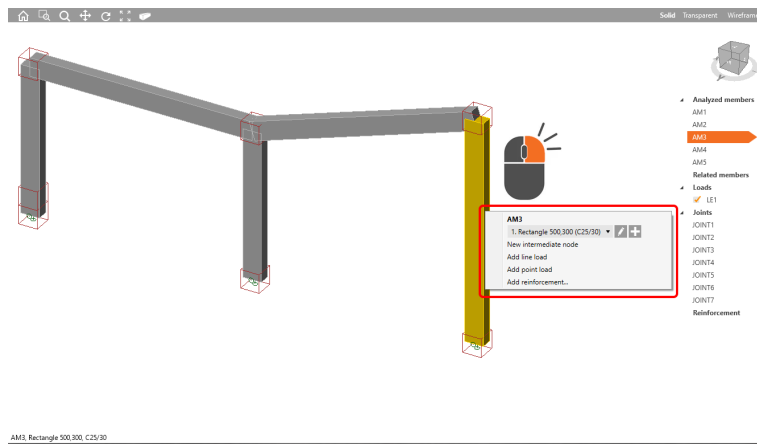 Solid Transparent Wireframe
Analyzed members
AM1
AM2
AM3
AM4
AM5
Related members
Loads
LE1
Joints
JOINT1
JOINT2
JOINT3
JOINT4
JOINT5
JOINT6
JOINT7
Reinforcement
AM3
1. Rectangle 500,300 (C25/30)
New intermediate node
Add line load
Add point load
Add reinforcement...
AM3, Rectangle 500,300, C25/30